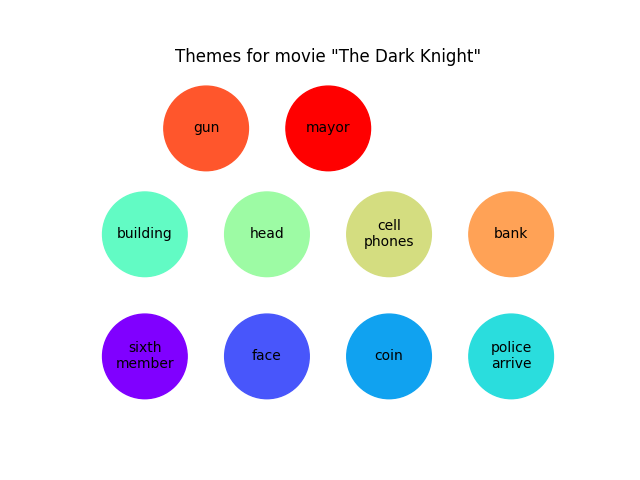 Themes for movie "The Dark Knight"
gun
mayor
building
head
cell
phones
bank
sixth
member
face
coin
police
arrive